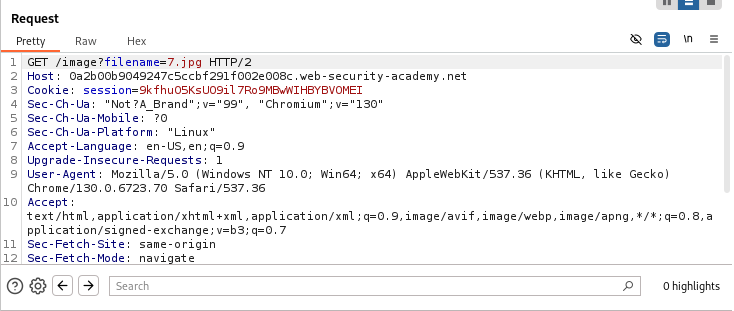 Request
Pretty Raw Hex
\n
1 GET /image?filename=7.jpg HTTP/2
2 Host: 0a2b00b9049247c5ccbf291f002e008c.web-security-academy.net
3 Cookie: session=9kfhuO5KsUO9il7Ro9MBwWIHBYBVOMEI
4 Sec-Ch-Ua: "Not?A_Brand";v="99", "Chromium";v="130"
5 Sec-Ch-Ua-Mobile: ?0
6 Sec-Ch-Ua-Platform: "Linux"
7 Accept-Language: en-US,en;q=0.9
8 Upgrade-Insecure-Requests: 1
9 User-Agent: Mozilla/5.0 (Windows NT 10.0; Win64; x64) AppleWebKit/537.36 (KHTML, like Gecko)
Chrome/130.0.6723.70 Safari/537.36
10 Accept:
text/html,application/xhtml+xml,application/xml;q=0.9,image/avif,image/webp,image/apng,*/*;q=0.8,a
pplication/signed-exchange;v=b3;q=0.7
11 Sec-Fetch-Site: same-origin
12 Sec-Fetch-Mode: navigate
Search
0 highlights